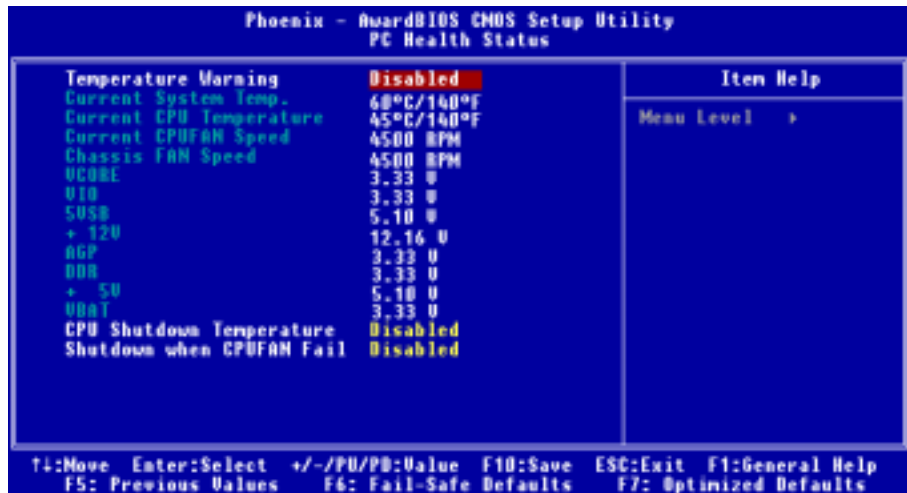 Phoenix - AwardBIOS CMOS Setup Utility
PC Health Status
Temperature Warning Disabled
Current System Temp. 60°C/140°F
Current CPU Temperature 45°C/140°F
Current CPUFAN Speed 4500 RPM
Chassis FAN Speed 4500 RPM
VCORE 3.33 V
VIO 3.33 V
5VSB 5.10 V
+ 12V 12.16 V
AGP 3.33 V
DDR 3.33 V
+ 5V 5.10 V
VBAT 3.33 V
CPU Shutdown Temperature Disabled
Shutdown when CPUFAN Fail Disabled
Item Help
Menu Level ▸
↑↓:Move Enter:Select +/-/PU/PD:Value F10:Save ESC:Exit F1:General Help
F5: Previous Values F6: Fail-Safe Defaults F7: Optimized Defaults